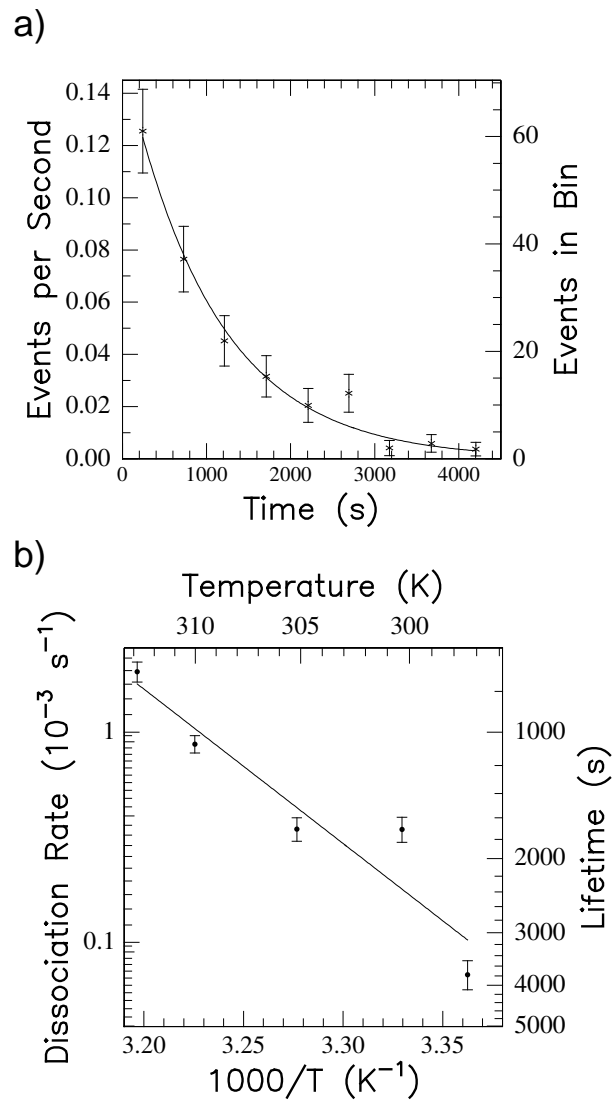 a)
0.14
0.12
0.10
0.08
0.06
0.04
0.02
0.00
Events per Second
60
40
20
0
Events in Bin
0 1000 2000 3000 4000
Time (s)
b)
Temperature (K)
310 305 300
1
0.1
Dissociation Rate (10⁻³ s⁻¹)
1000
2000
3000
4000
5000
Lifetime (s)
3.20 3.25 3.30 3.35
1000/T (K⁻¹)